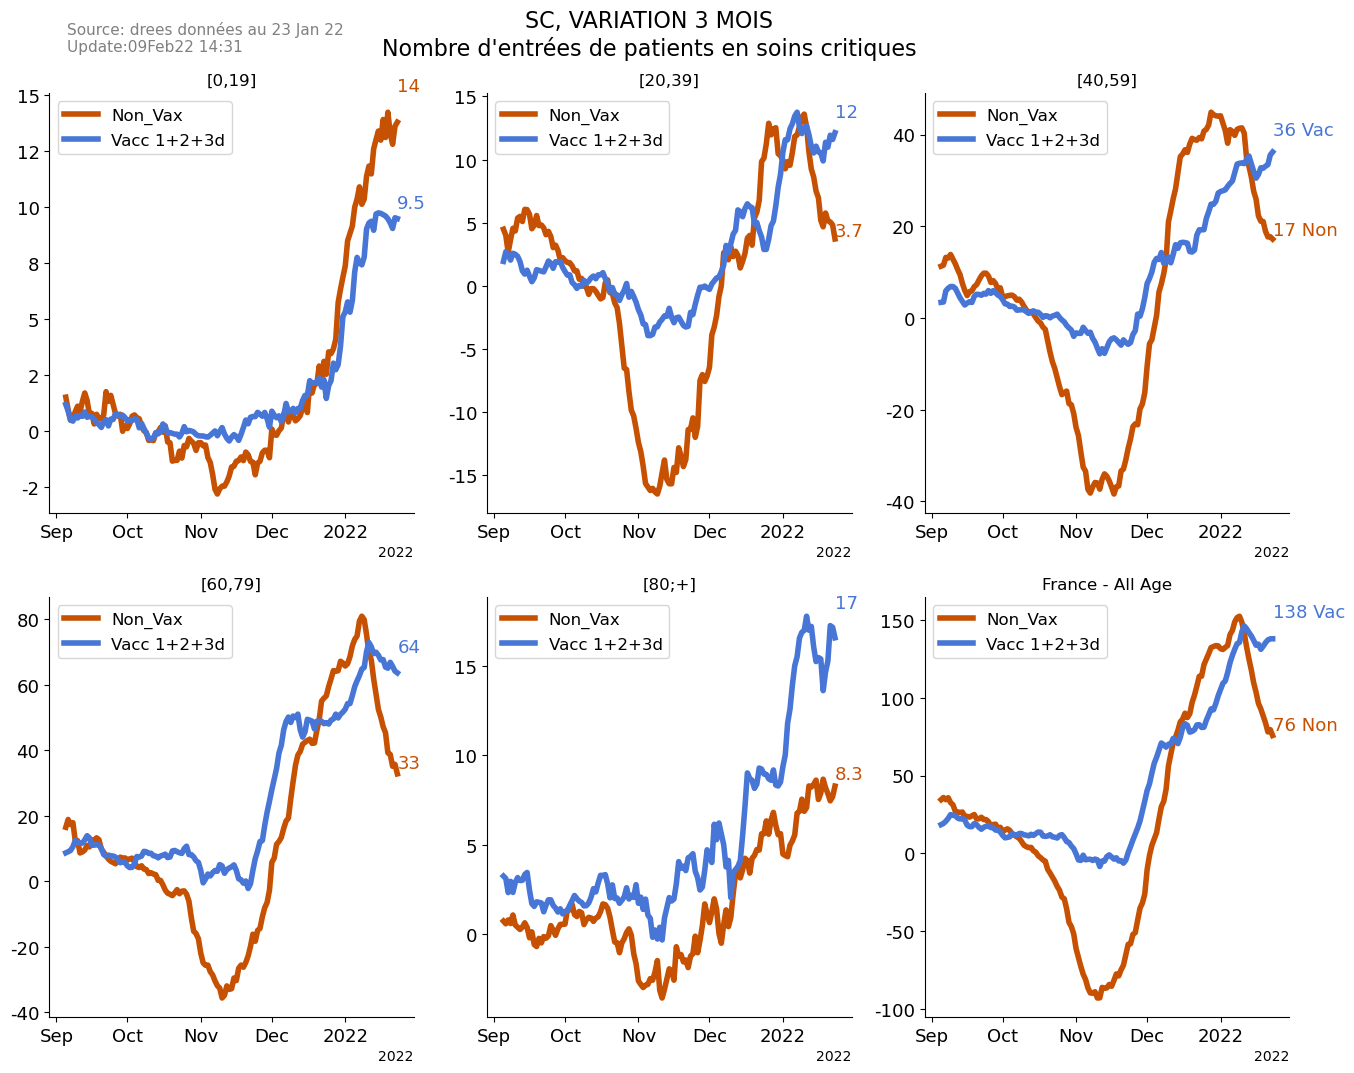 SC, VARIATION 3 MOIS
Source: drees données au 23 Jan 22
Update:09Feb22 14:31
Nombre d'entrées de patients en soins critiques
[0,19]
14
15
12
10
8
5
2
0
-2
Non_Vax
Vacc 1+2+3d
9.5
Sep Oct Nov Dec 2022
2022
[20,39]
15
10
5
0
-5
-10
-15
Non_Vax
Vacc 1+2+3d
12
3.7
Sep Oct Nov Dec 2022
2022
[40,59]
40
20
0
-20
-40
Non_Vax
Vacc 1+2+3d
36 Vac
17 Non
Sep Oct Nov Dec 2022
2022
[60,79]
80
60
40
20
0
-20
-40
Non_Vax
Vacc 1+2+3d
64
33
Sep Oct Nov Dec 2022
2022
[80;+]
17
15
10
5
0
Non_Vax
Vacc 1+2+3d
8.3
Sep Oct Nov Dec 2022
2022
France - All Age
150
100
50
0
-50
-100
Non_Vax
Vacc 1+2+3d
138 Vac
76 Non
Sep Oct Nov Dec 2022
2022